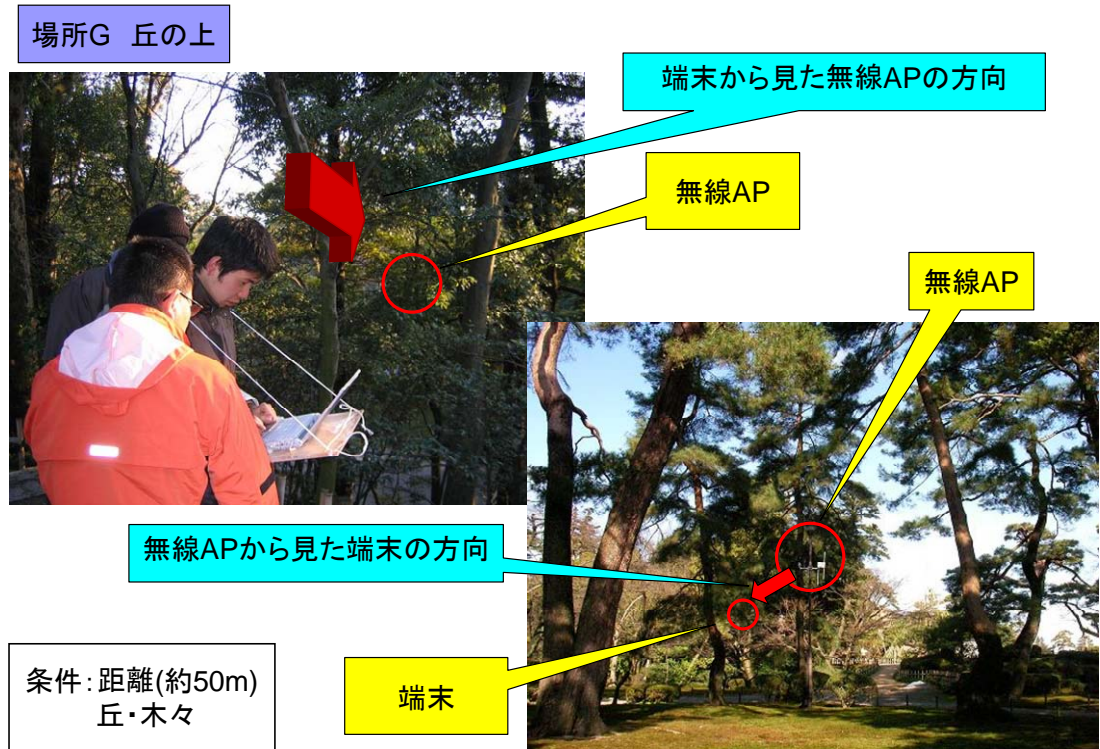 場所G　丘の上
端末から見た無線APの方向
無線AP
無線AP
無線APから見た端末の方向
端末
条件：距離(約50m)
丘・木々